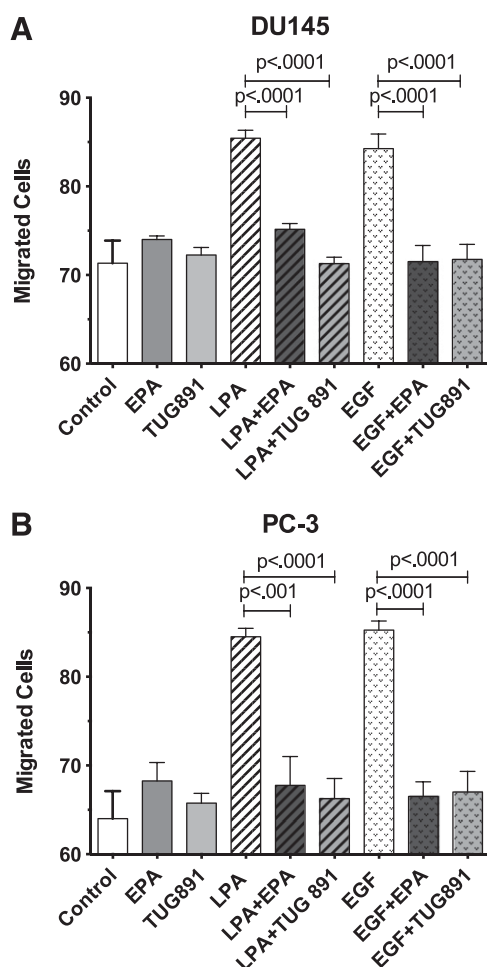 A
DU145
p<.0001 p<.0001
p<.0001 p<.0001
90
80
70
60
Migrated Cells
Control
EPA
TUG891
LPA
LPA+EPA
LPA+TUG 891
EGF
EGF+EPA
EGF+TUG891
B
PC-3
p<.0001 p<.0001
p<.001 p<.0001
90
80
70
60
Migrated Cells
Control
EPA
TUG891
LPA
LPA+EPA
LPA+TUG 891
EGF
EGF+EPA
EGF+TUG891